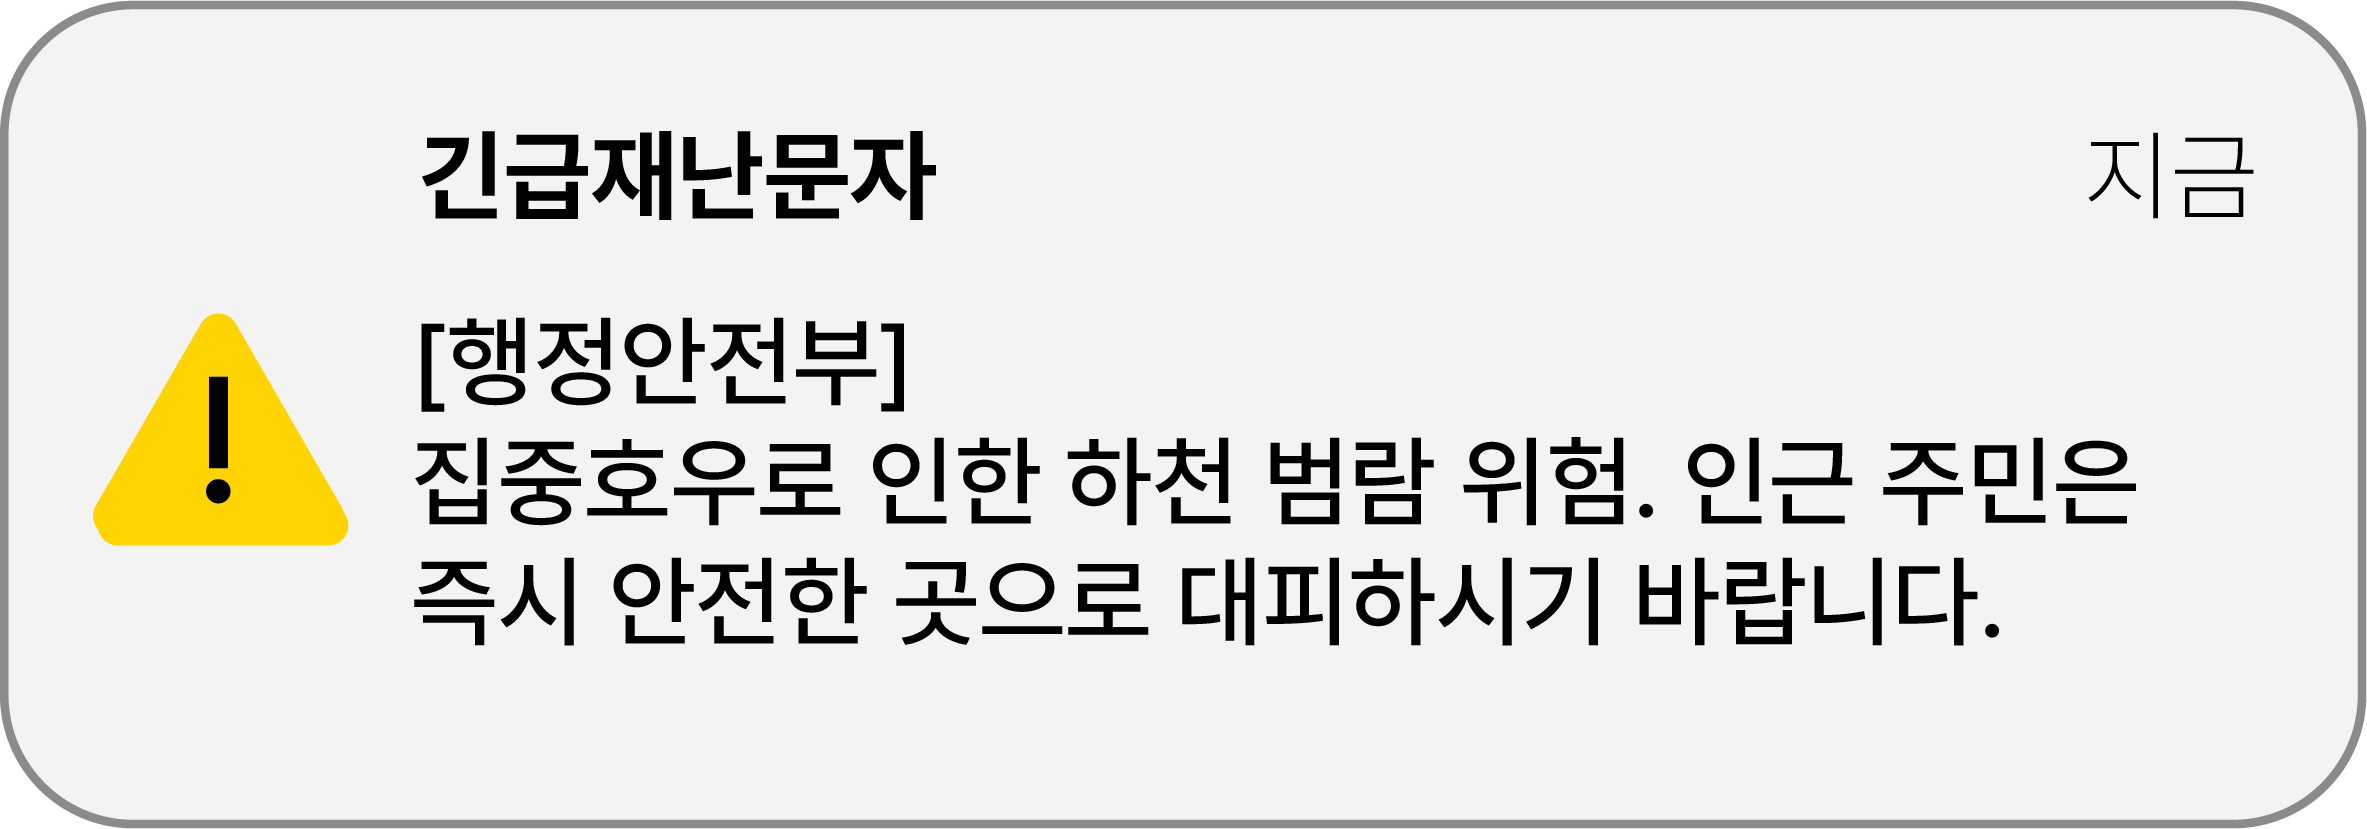 긴급재난문자 지금
[행정안전부]
집중호우로 인한 하천 범람 위험. 인근 주민은
즉시 안전한 곳으로 대피하시기 바랍니다.